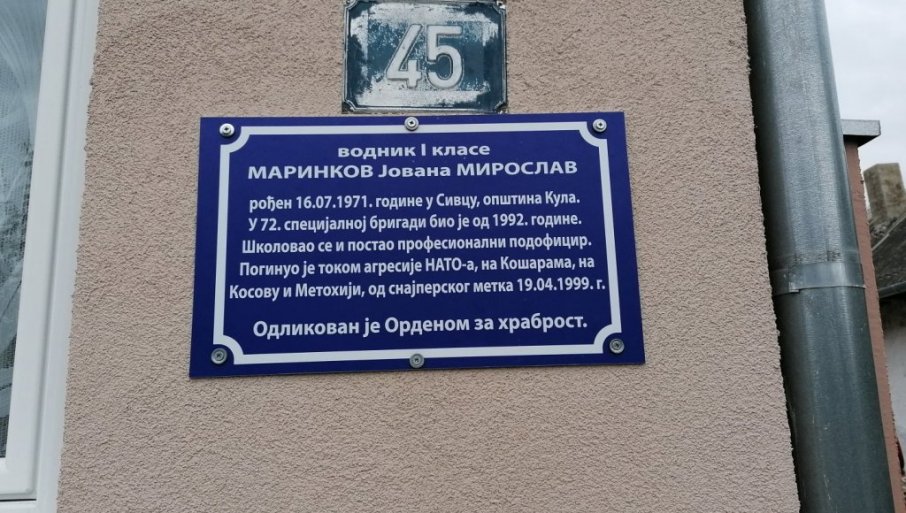 45
водник I класе
МАРИНКОВ Јована МИРОСЛАВ
рођен 16.07.1971. године у Сивцу, општина Кула.
У 72. специјалној бригади био је од 1992. године.
Школовао се и постао професионални подофицир.
Погинуо је током агресије НАТО-а, на Кошарама, на
Косову и Метохији, од снајперског метка 19.04.1999. г.
Одликован је Орденом за храброст.